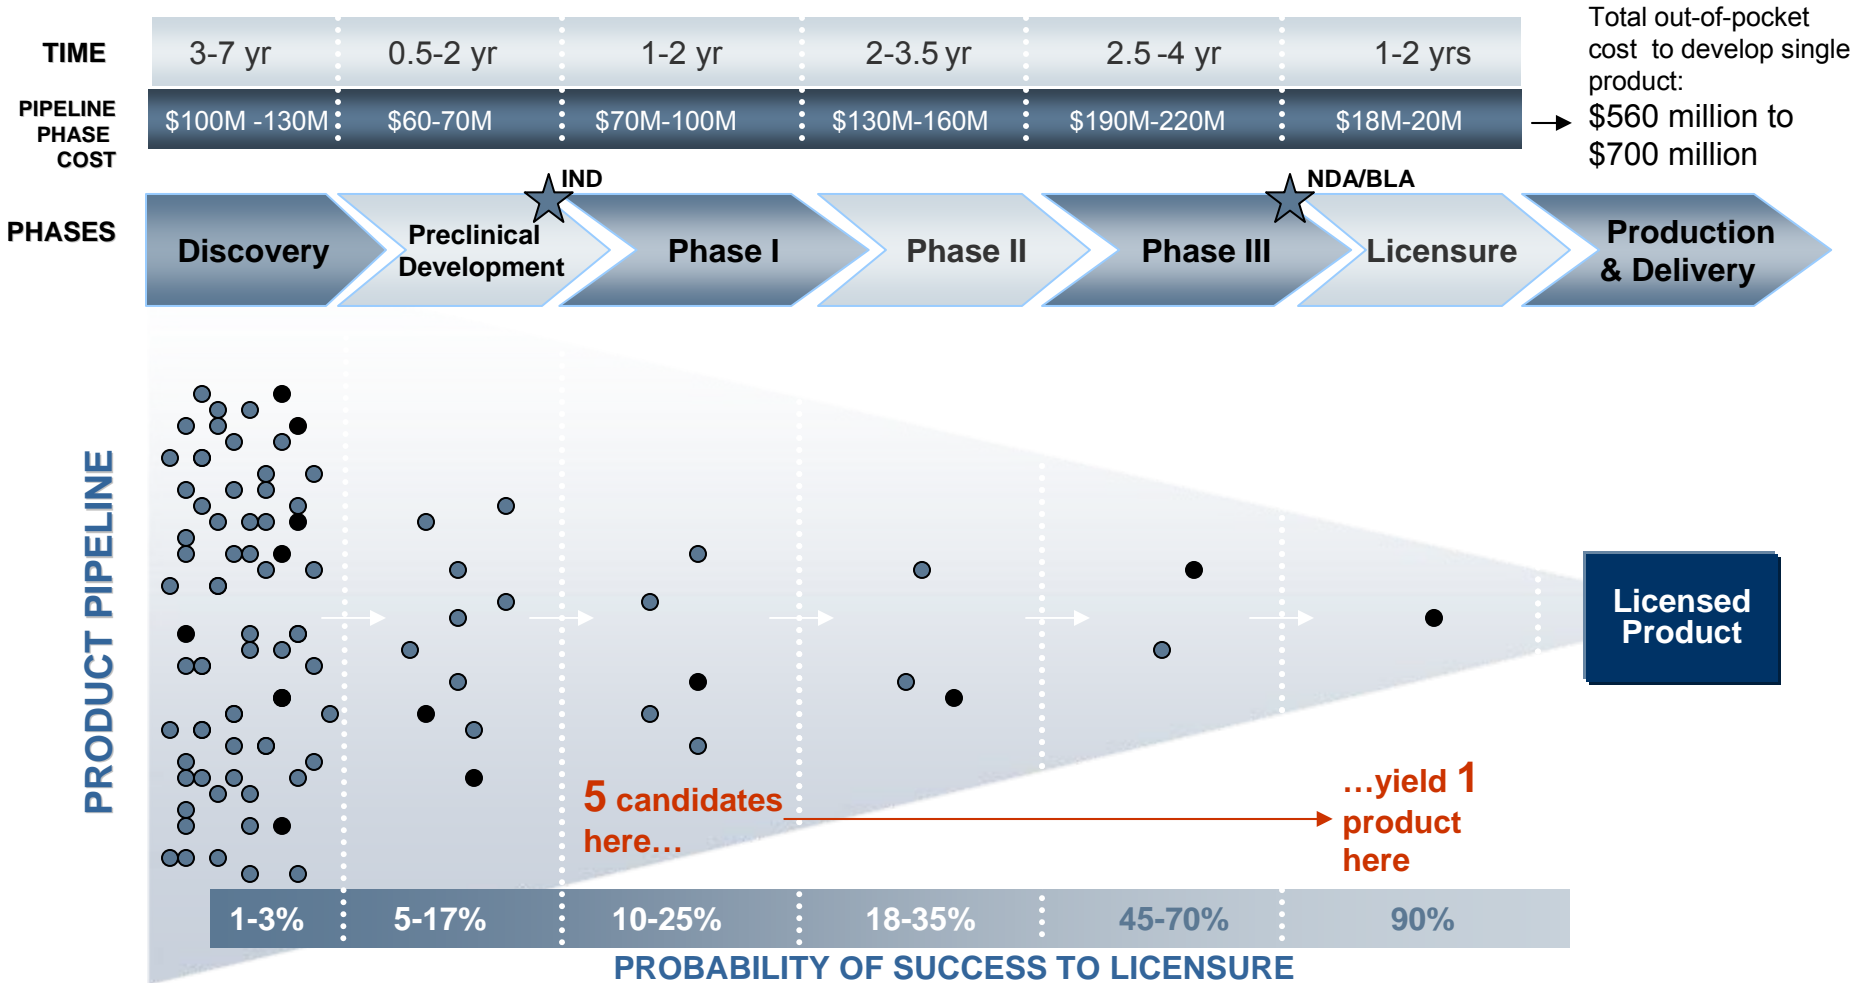 TIME
3-7 yr
0.5-2 yr
1-2 yr
2-3.5 yr
2.5 -4 yr
1-2 yrs
PIPELINE
PHASE
COST
$100M -130M
$60-70M
$70M-100M
$130M-160M
$190M-220M
$18M-20M
Total out-of-pocket
cost to develop single
product:
$560 million to
$700 million
IND
NDA/BLA
PHASES
Discovery
Preclinical
Development
Phase I
Phase II
Phase III
Licensure
Production
& Delivery
PRODUCT PIPELINE
Licensed
Product
5 candidates
here…
…yield 1
product
here
1-3%
5-17%
10-25%
18-35%
45-70%
90%
PROBABILITY OF SUCCESS TO LICENSURE